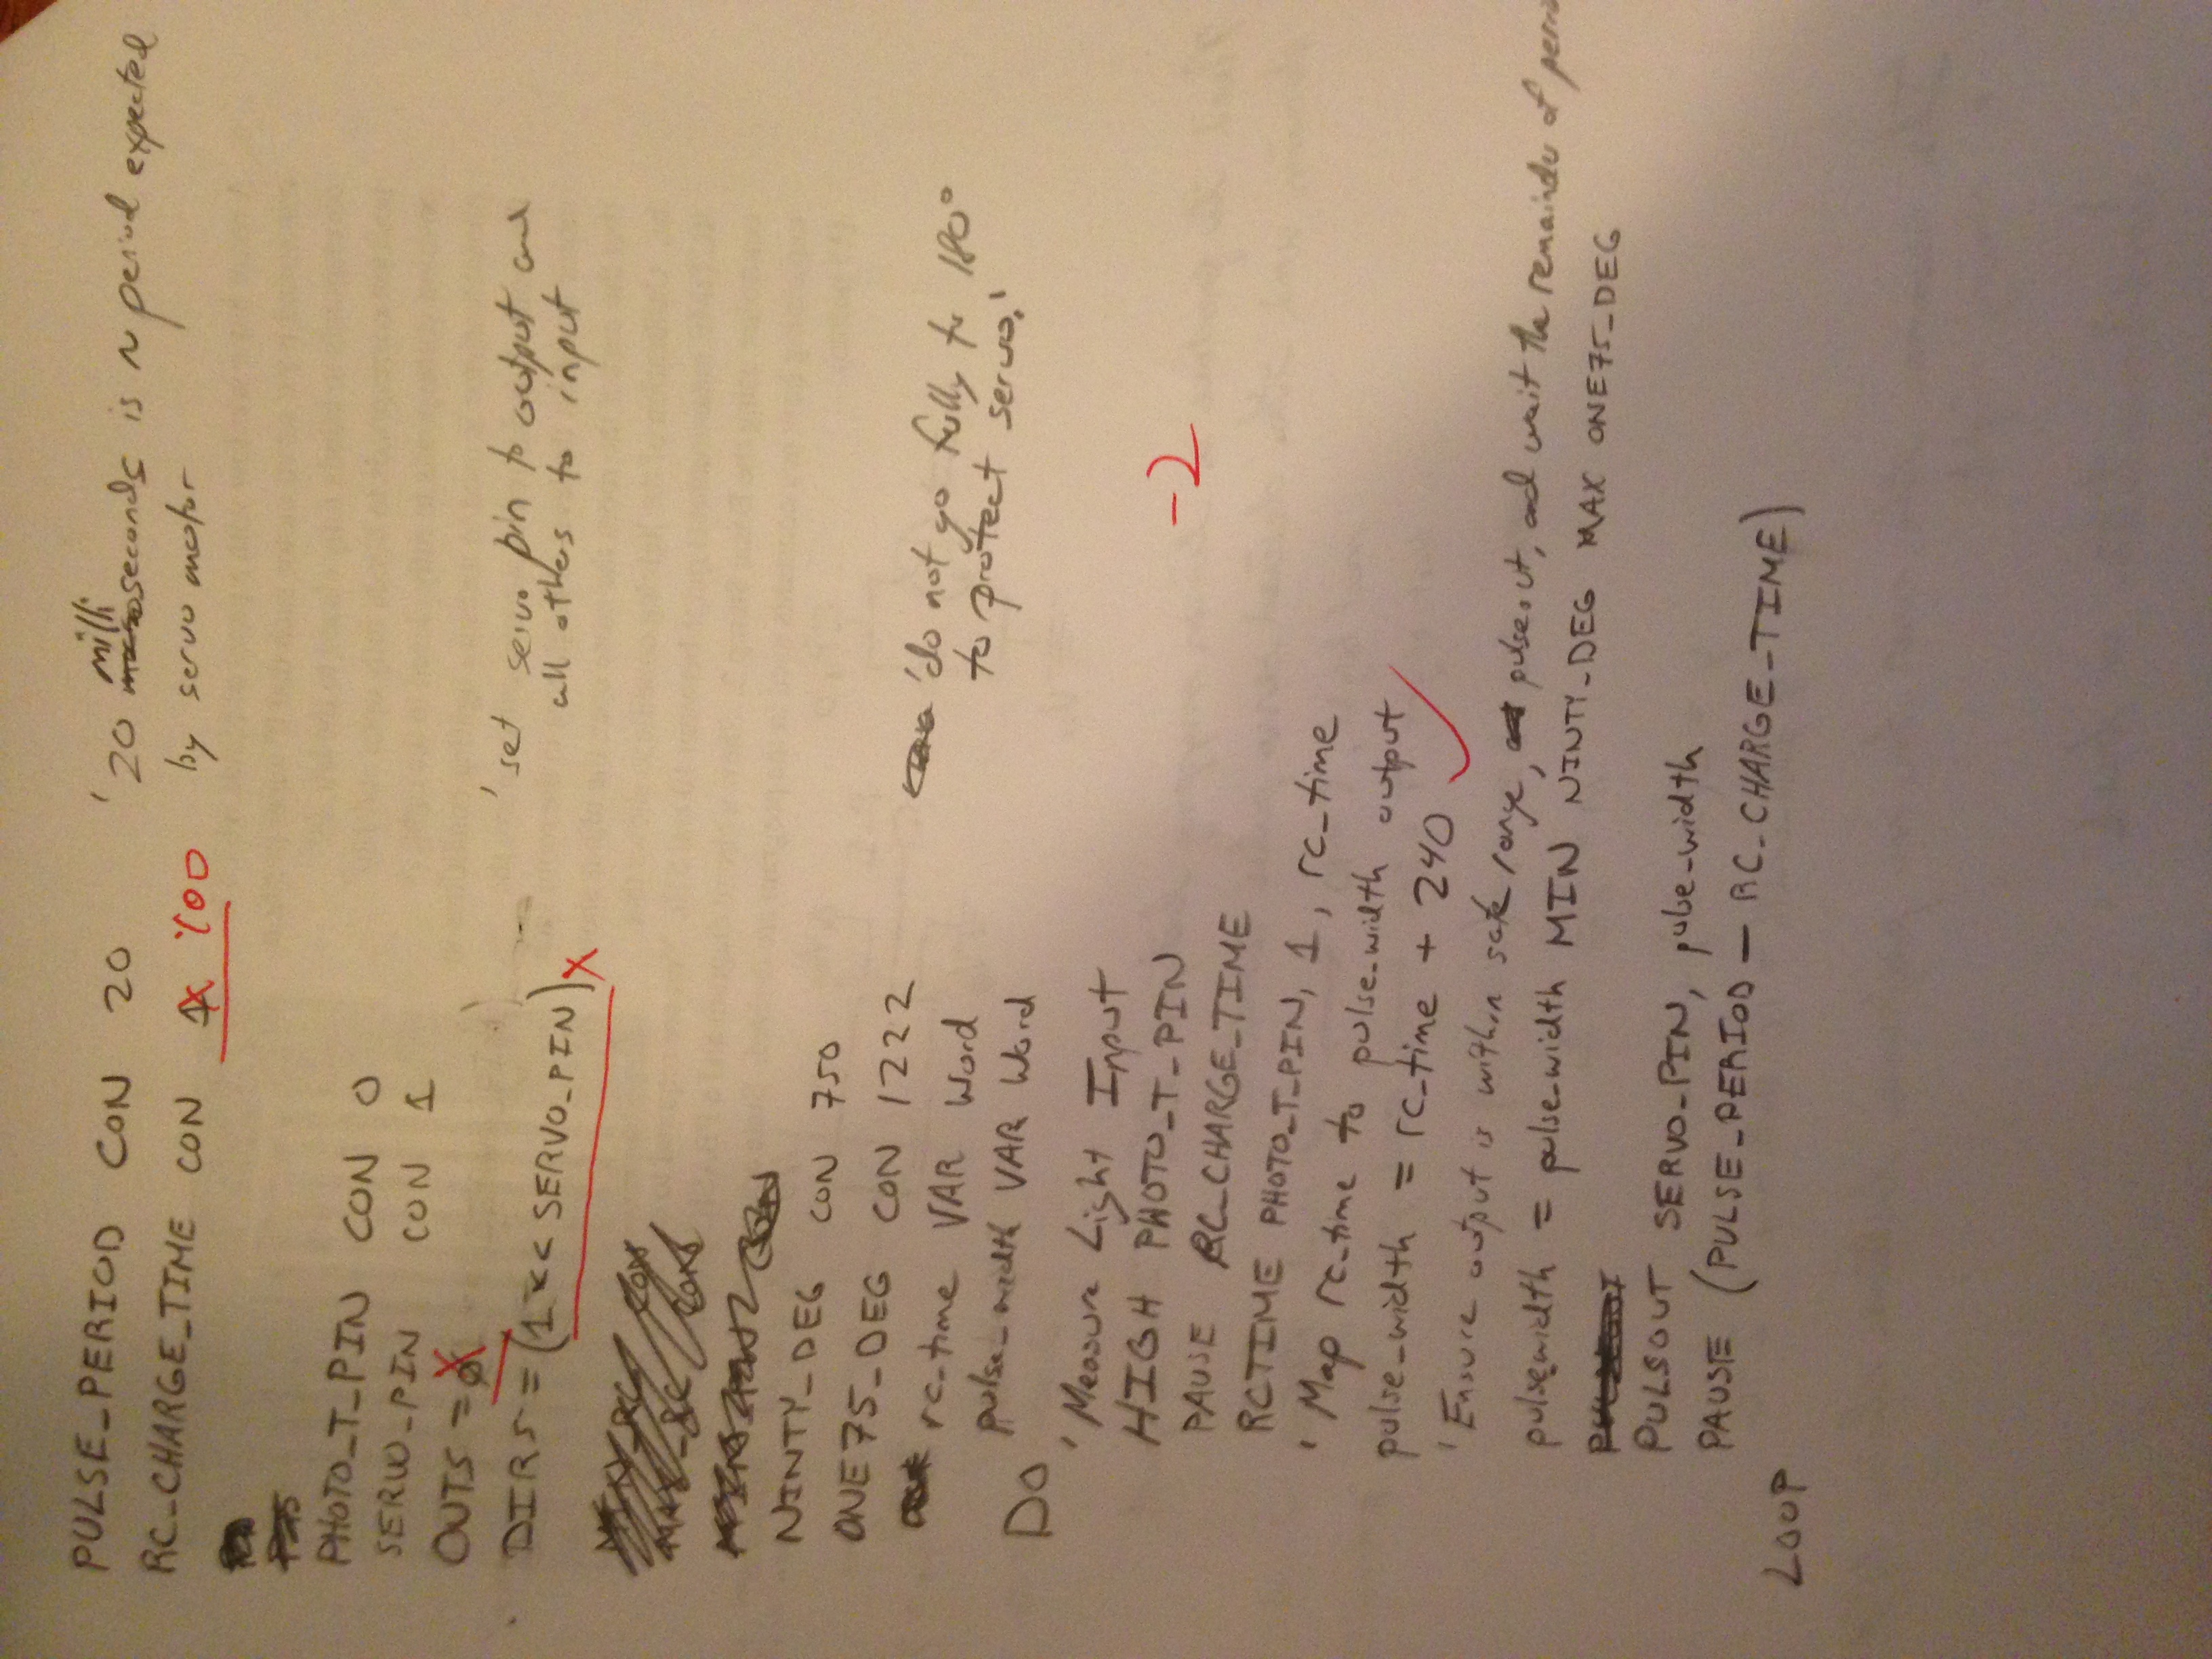 PULSE_PERIOD CON 20 '20 milliseconds is ~ period expected
RC_CHARGE_TIME CON 1 100 by servo motor
PHOTO_T_PIN CON 0
SERVO_PIN CON 1
OUTS = 0
DIRS = (1 << SERVO_PIN) X 'set servo pin to output and
all others to input
NINTY_DEG CON 750
ONE75_DEG CON 1222
rc_time VAR Word 'do not go fully to 180°
pulse_width VAR Word to protect servo.'
DO
'Measure Light Input
HIGH PHOTO_T_PIN
-2
PAUSE RC_CHARGE_TIME
RCTIME PHOTO_T_PIN, 1, rc_time
'Map rc_time to pulse_width output
pulse_width = rc_time + 240
'Ensure output is within safe range, pulseout, and wait the remainder of
pulse_width = pulse_width MIN NINTY_DEG MAX ONE75_DEG
PULSOUT SERVO_PIN, pulse_width
PAUSE (PULSE_PERIOD - RC_CHARGE_TIME)
LOOP